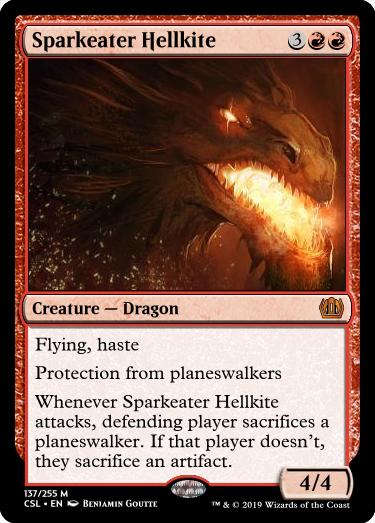 Sparkeater Hellkite 3
Creature — Dragon
Flying, haste
Protection from planeswalkers
Whenever Sparkeater Hellkite
attacks, defending player sacrifices a
planeswalker. If that player doesn't,
they sacrifice an artifact.
4/4
137/255 M
CSL • EN Benjamin Goutte ™ & © 2019 Wizards of the Coast